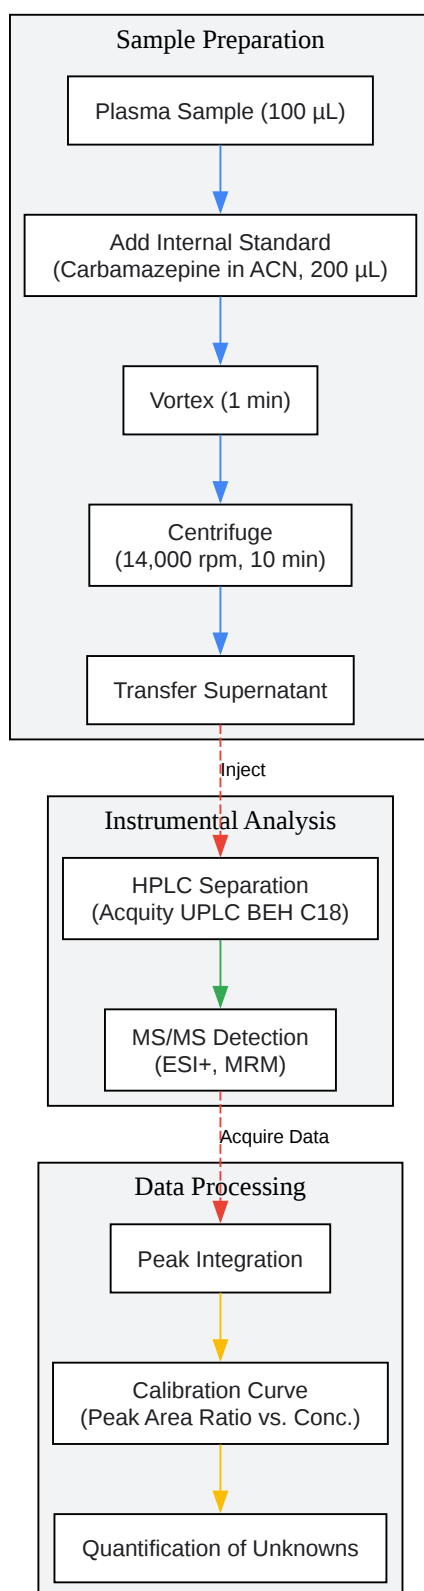 Sample Preparation
Plasma Sample (100 µL)
Add Internal Standard
(Carbamazepine in ACN, 200 µL)
Vortex (1 min)
Centrifuge
(14,000 rpm, 10 min)
Transfer Supernatant
Inject
Instrumental Analysis
HPLC Separation
(Acquity UPLC BEH C18)
MS/MS Detection
(ESI+, MRM)
Acquire Data
Data Processing
Peak Integration
Calibration Curve
(Peak Area Ratio vs. Conc.)
Quantification of Unknowns